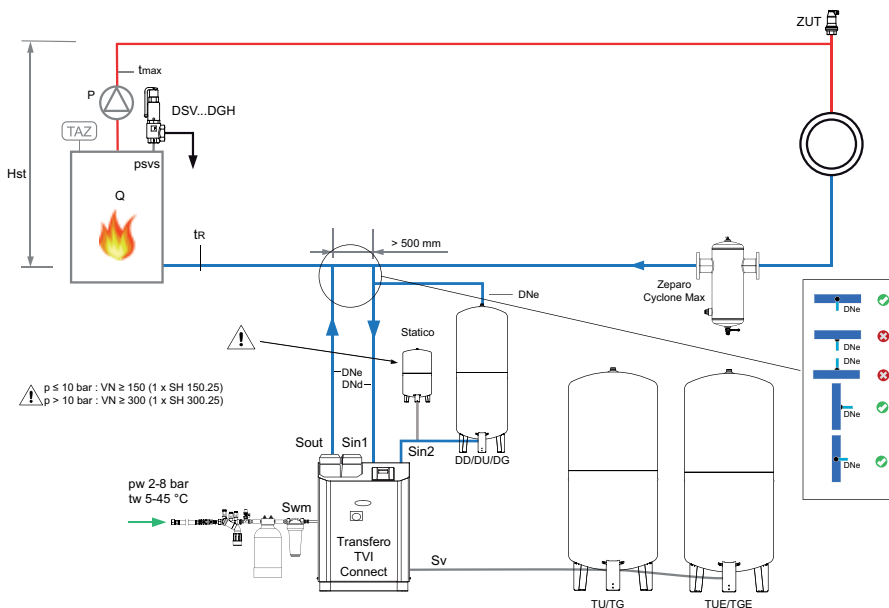 ZUT
tmax
P
DSV...DGH
TAZ
psvs
Hst
Q
tR
> 500 mm
DNe
Zeparo
Cyclone Max
Statico
DNe
DNd
p ≤ 10 bar : VN ≥ 150 (1 x SH 150.25)
p > 10 bar : VN ≥ 300 (1 x SH 300.25)
Sout
Sin1
Sin2
DD/DU/DG
pw 2-8 bar
tw 5-45 °C
Swm
Transfero
TVI
Connect
Sv
TU/TG
TUE/TGE
DNe
DNe
DNe
DNe
DNe